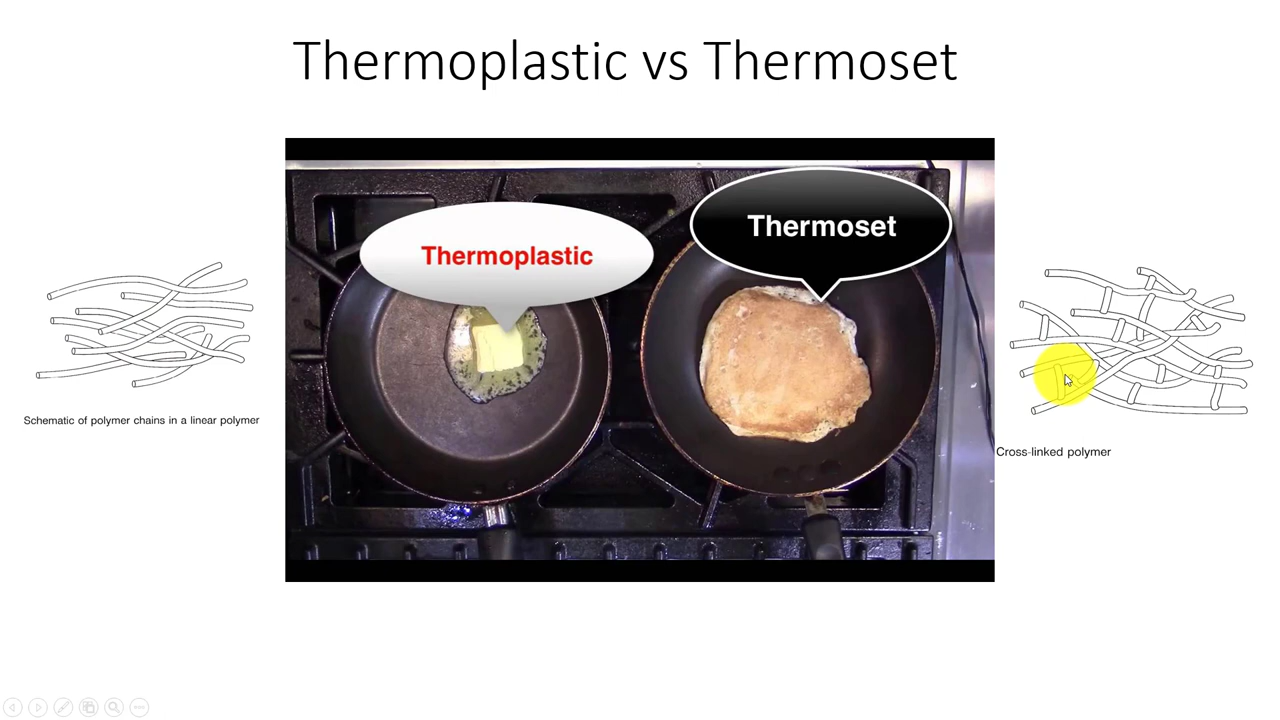 Thermoplastic vs Thermoset
Thermoplastic
Thermoset
Schematic of polymer chains in a linear polymer
Cross-linked polymer